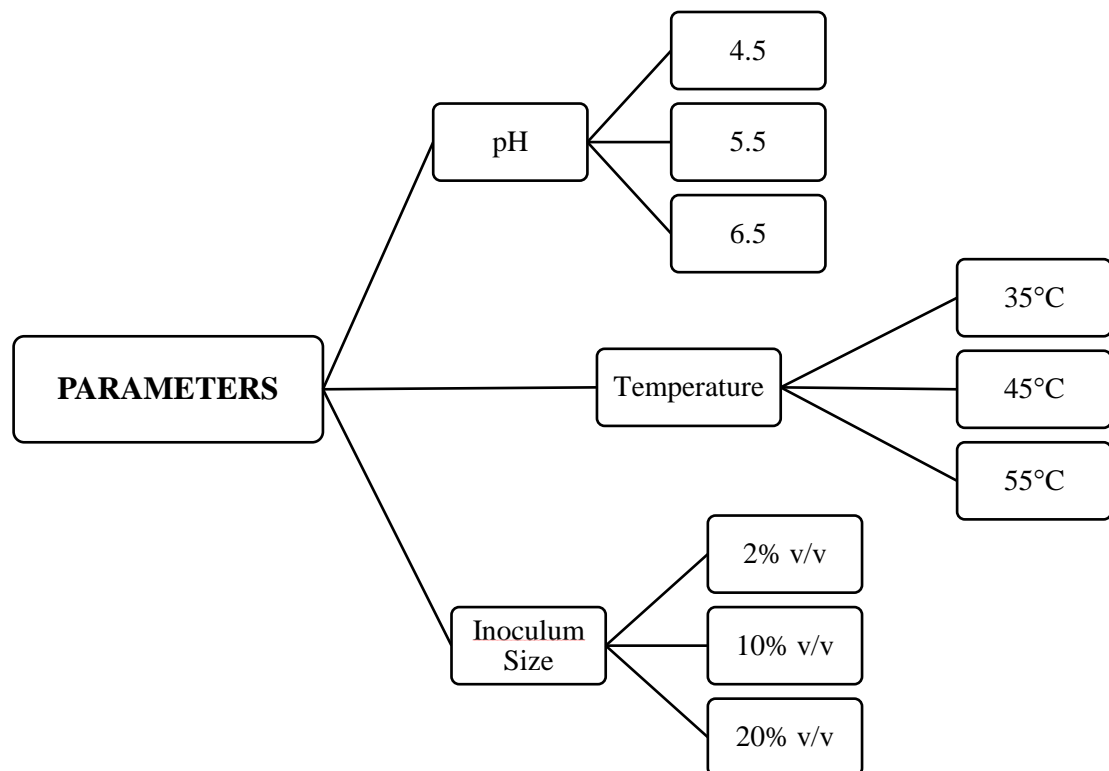 PARAMETERS
pH
4.5
5.5
6.5
Temperature
35°C
45°C
55°C
Inoculum
Size
2% v/v
10% v/v
20% v/v